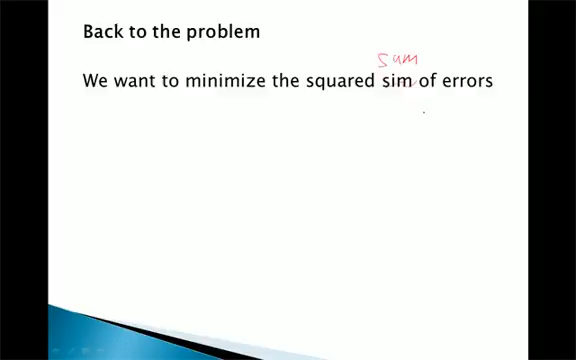 Back to the problem
sum
We want to minimize the squared sim of errors